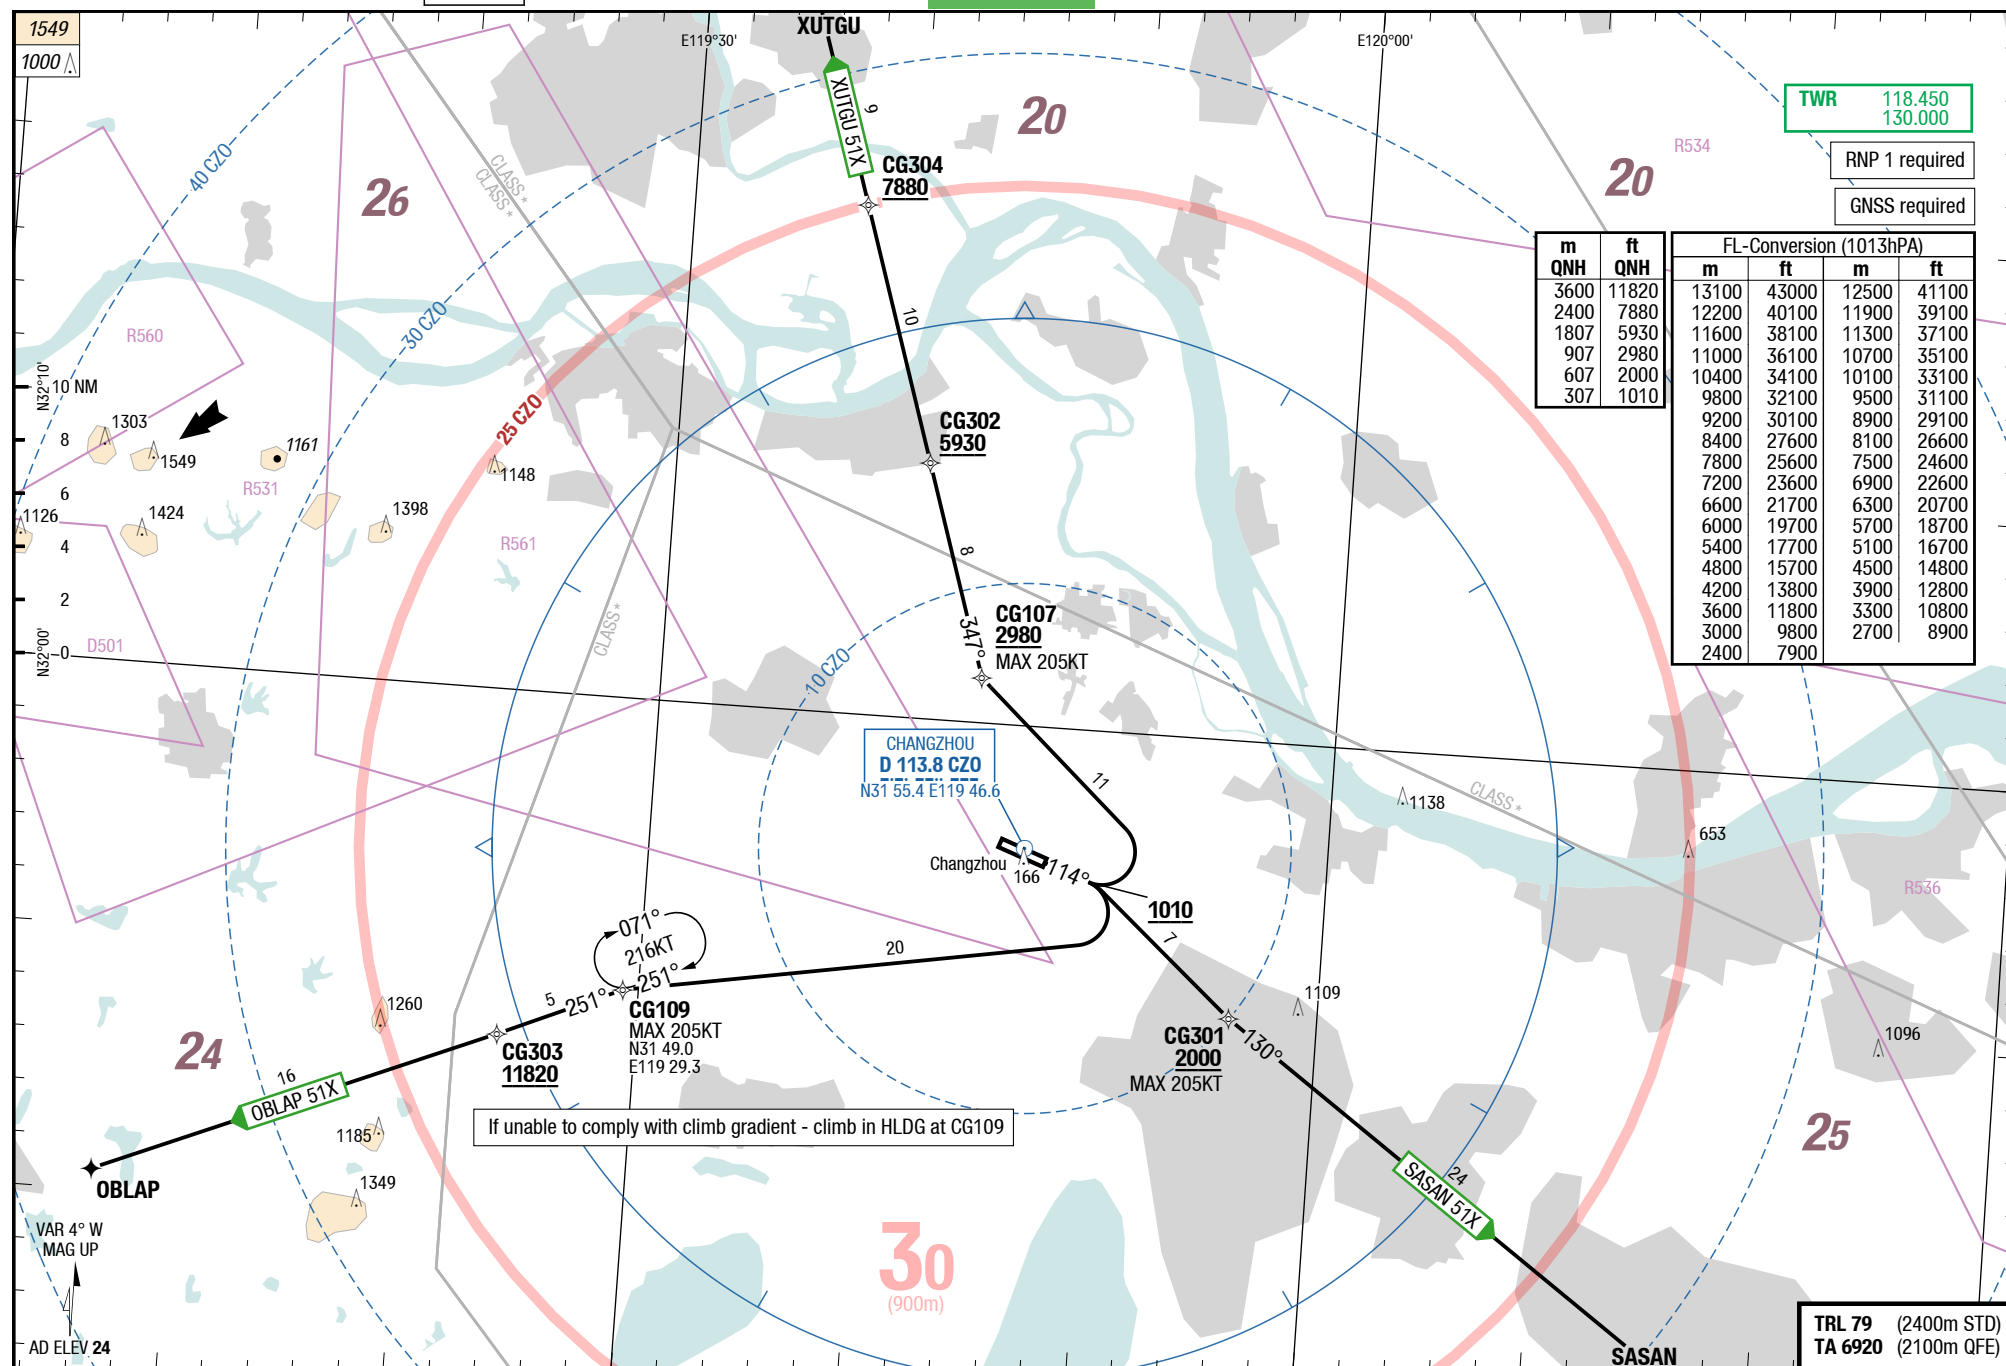 1549
1000
XUTGU
E119°30'
E120°00'
TWR 118.450
130.000
RNP 1 required
GNSS required
R534
20
20
26
XUTGU 51X
9
CG304
7880
40 CZO
CLASS *
CLASS *
m ft
QNH QNH
3600 11820
2400 7880
1807 5930
907 2980
607 2000
307 1010
FL-Conversion (1013hPA)
m ft m ft
13100 43000 12500 41100
12200 40100 11900 39100
11600 38100 11300 37100
11000 36100 10700 35100
10400 34100 10100 33100
9800 32100 9500 31100
9200 30100 8900 29100
8400 27600 8100 26600
7800 25600 7500 24600
7200 23600 6900 22600
6600 21700 6300 20700
6000 19700 5700 18700
5400 17700 5100 16700
4800 15700 4500 14800
4200 13800 3900 12800
3600 11800 3300 10800
3000 9800 2700 8900
2400 7900
R560
30 CZO
10
N32°10'
10 NM
8
6
4
2
0
N32°00'
25 CZO
1303
1549
1161
R531
1424
1126
1398
1148
R561
D501
CLASS *
CG302
5930
8
347°
CG107
2980
MAX 205KT
10 CZO
11
CHANGZHOU
D 113.8 CZO
N31 55.4 E119 46.6
Changzhou
166
114°
1010
7
20
CLASS *
1138
653
R536
071°
216KT
251°
251°
5
CG109
MAX 205KT
N31 49.0
E119 29.3
CG303
11820
1260
24
16
OBLAP 51X
OBLAP
1185
1349
If unable to comply with climb gradient - climb in HLDG at CG109
CG301
2000
MAX 205KT
130°
1109
1096
25
24
SASAN 51X
SASAN
30
(900m)
VAR 4° W
MAG UP
AD ELEV 24
TRL 79 (2400m STD)
TA 6920 (2100m QFE)